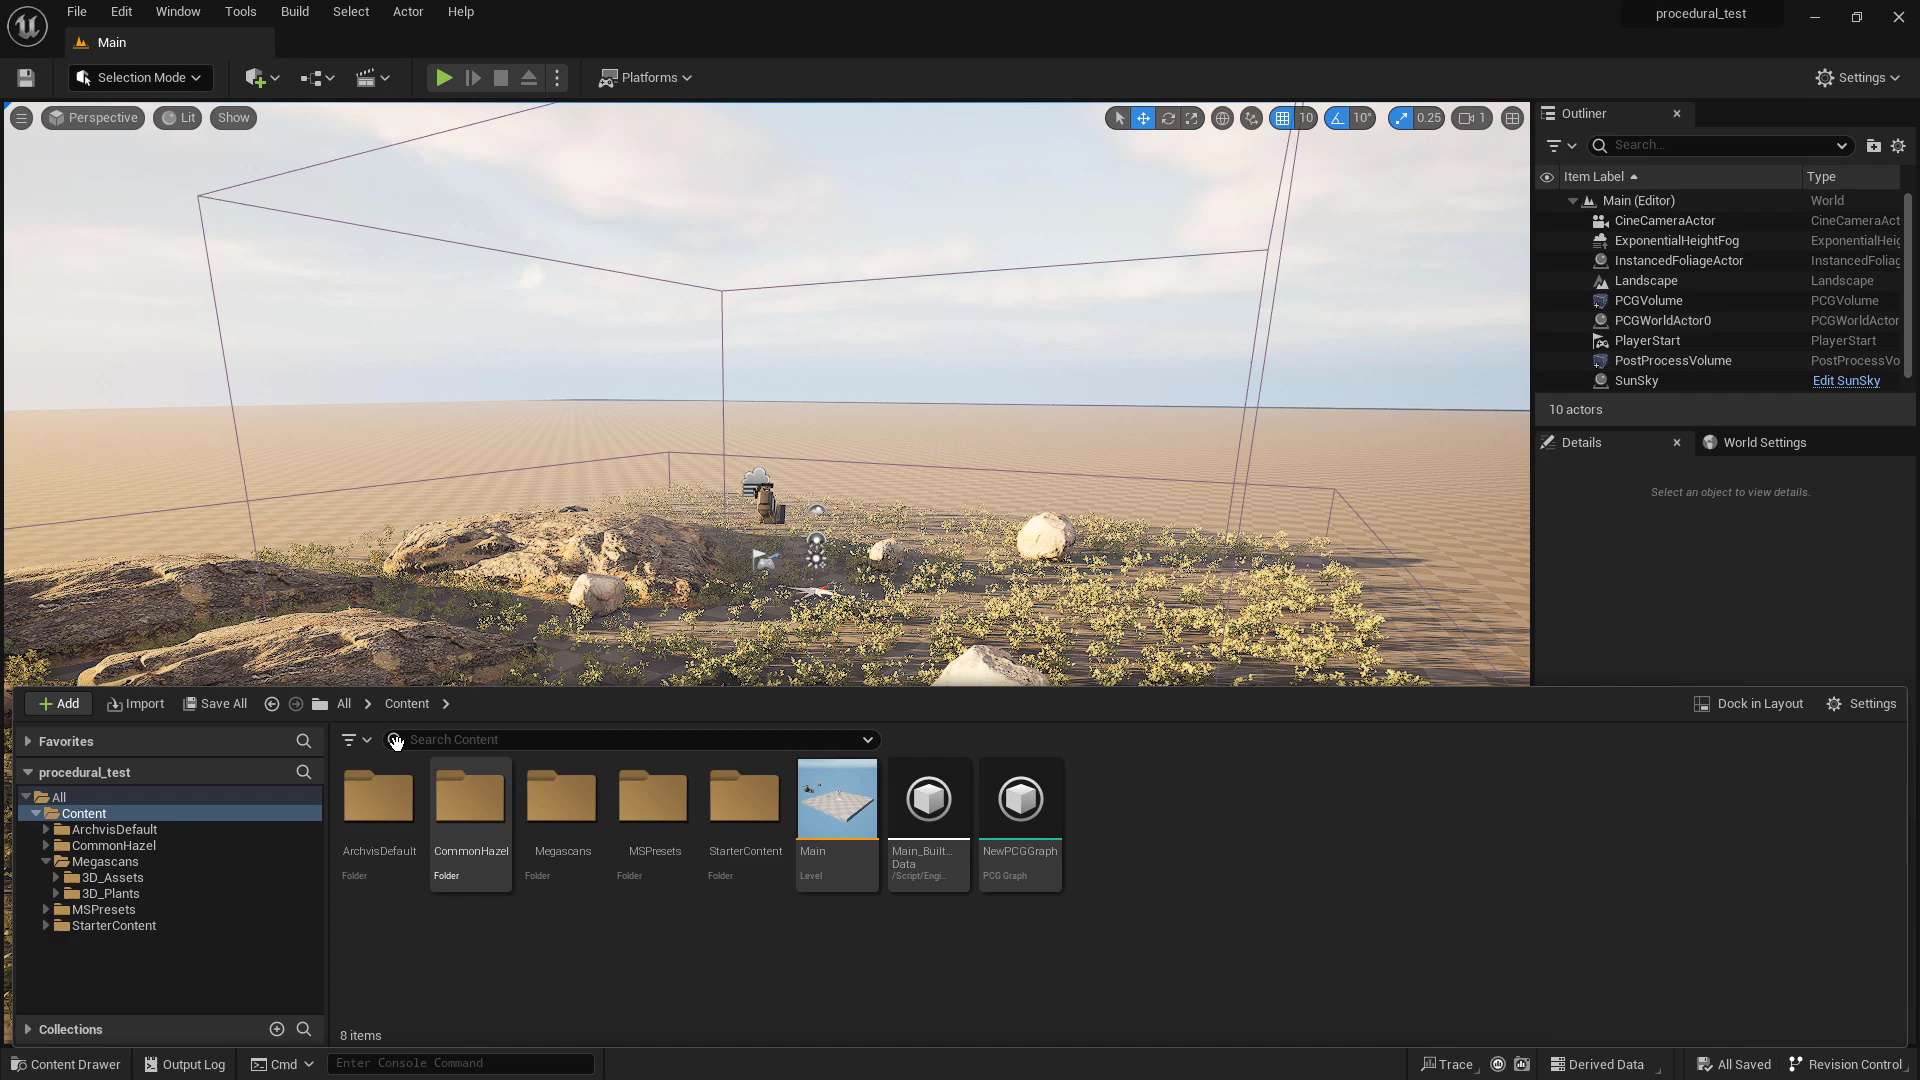 File Edit Window Tools Build Select Actor Help
procedural_test
Main
Selection Mode
Platforms
Settings
Perspective Lit Show
10 10° 0.25 1
Outliner
Search...
Item Label Type
Main (Editor) World
CineCameraActor CineCameraAct
ExponentialHeightFog ExponentialHeig
InstancedFoliageActor InstancedFoliag
Landscape Landscape
PCGVolume PCGVolume
PCGWorldActor0 PCGWorldActor
PlayerStart PlayerStart
PostProcessVolume PostProcessVo
SunSky Edit SunSky
10 actors
Details World Settings
Select an object to view details.
Add Import Save All All Content
Dock in Layout Settings
Favorites
procedural_test
All
Content
ArchvisDefault
CommonHazel
Megascans
3D_Assets
3D_Plants
MSPresets
StarterContent
Collections
Search Content
ArchvisDefault
Folder
CommonHazel
Folder
Megascans
Folder
MSPresets
Folder
StarterContent
Folder
Main
Level
Main_Built...
Data
/Script/Engi...
NewPCGGraph
PCG Graph
8 items
Content Drawer Output Log Cmd Enter Console Command
Trace Derived Data All Saved Revision Control